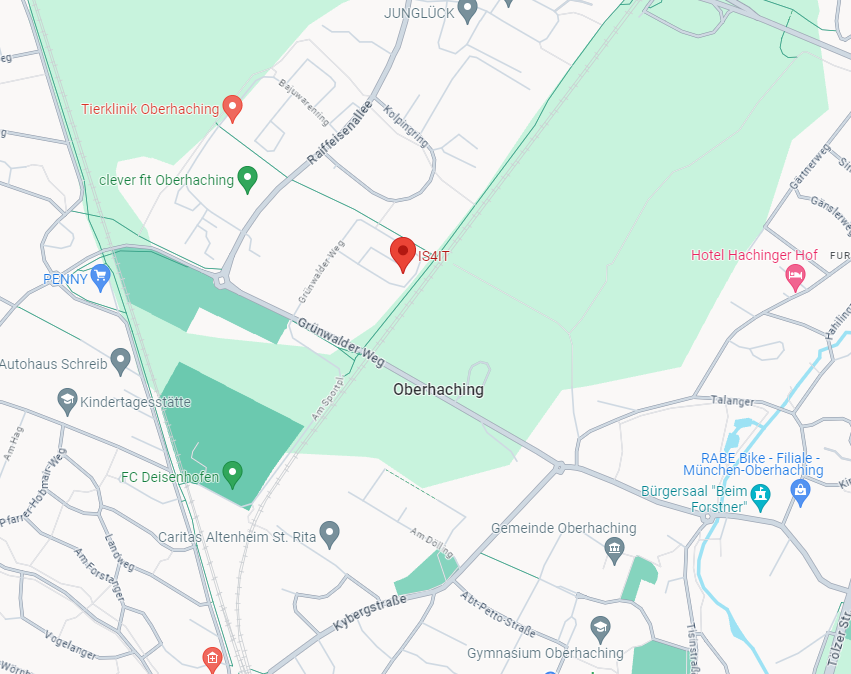 JUNGLÜCK
eg
Bajuwarenring
Tierklinik Oberhaching
Kolpingring
Raiffeisenallee
g
Gärtnerweg
clever fit Oberhaching
Gänslerweg
IS4IT
Hotel Hachinger Hof
FUR
Grünwalder-Weg
PENNY
Grünwalder Weg
Autohaus Schreib
Oberhaching
Am Sportpl.
Kindertagesstätte
Talanger
Am Hag
RABE Bike - Filiale -
München-Oberhaching
FC Deisenhofen
Bürgersaal "Beim
Forstner"
Pfarrer-Hobmair-Weg
Gemeinde Oberhaching
Caritas Altenheim St. Rita
Am Dolling
Landweg
Am-Forstanger
Kybergstraße
Abt-Petto-Straße
Vogelanger
Gymnasium Oberhaching
Tisinstraße
Tölzer Str.